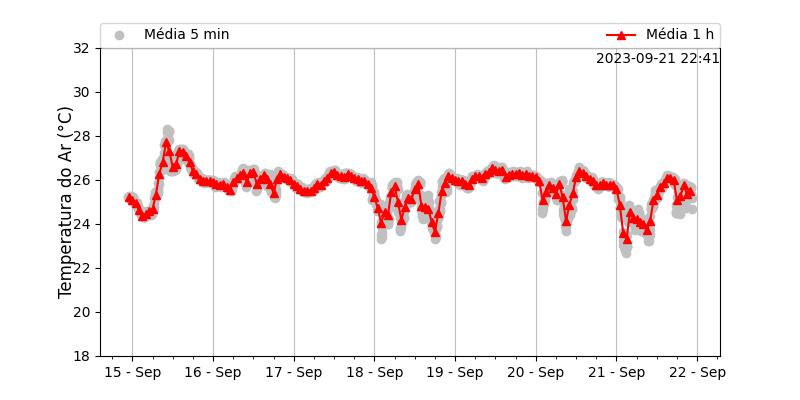 Média 5 min
Média 1 h
2023-09-21 22:41
Temperatura do Ar (°C)
32
30
28
26
24
22
20
18
15 - Sep
16 - Sep
17 - Sep
18 - Sep
19 - Sep
20 - Sep
21 - Sep
22 - Sep